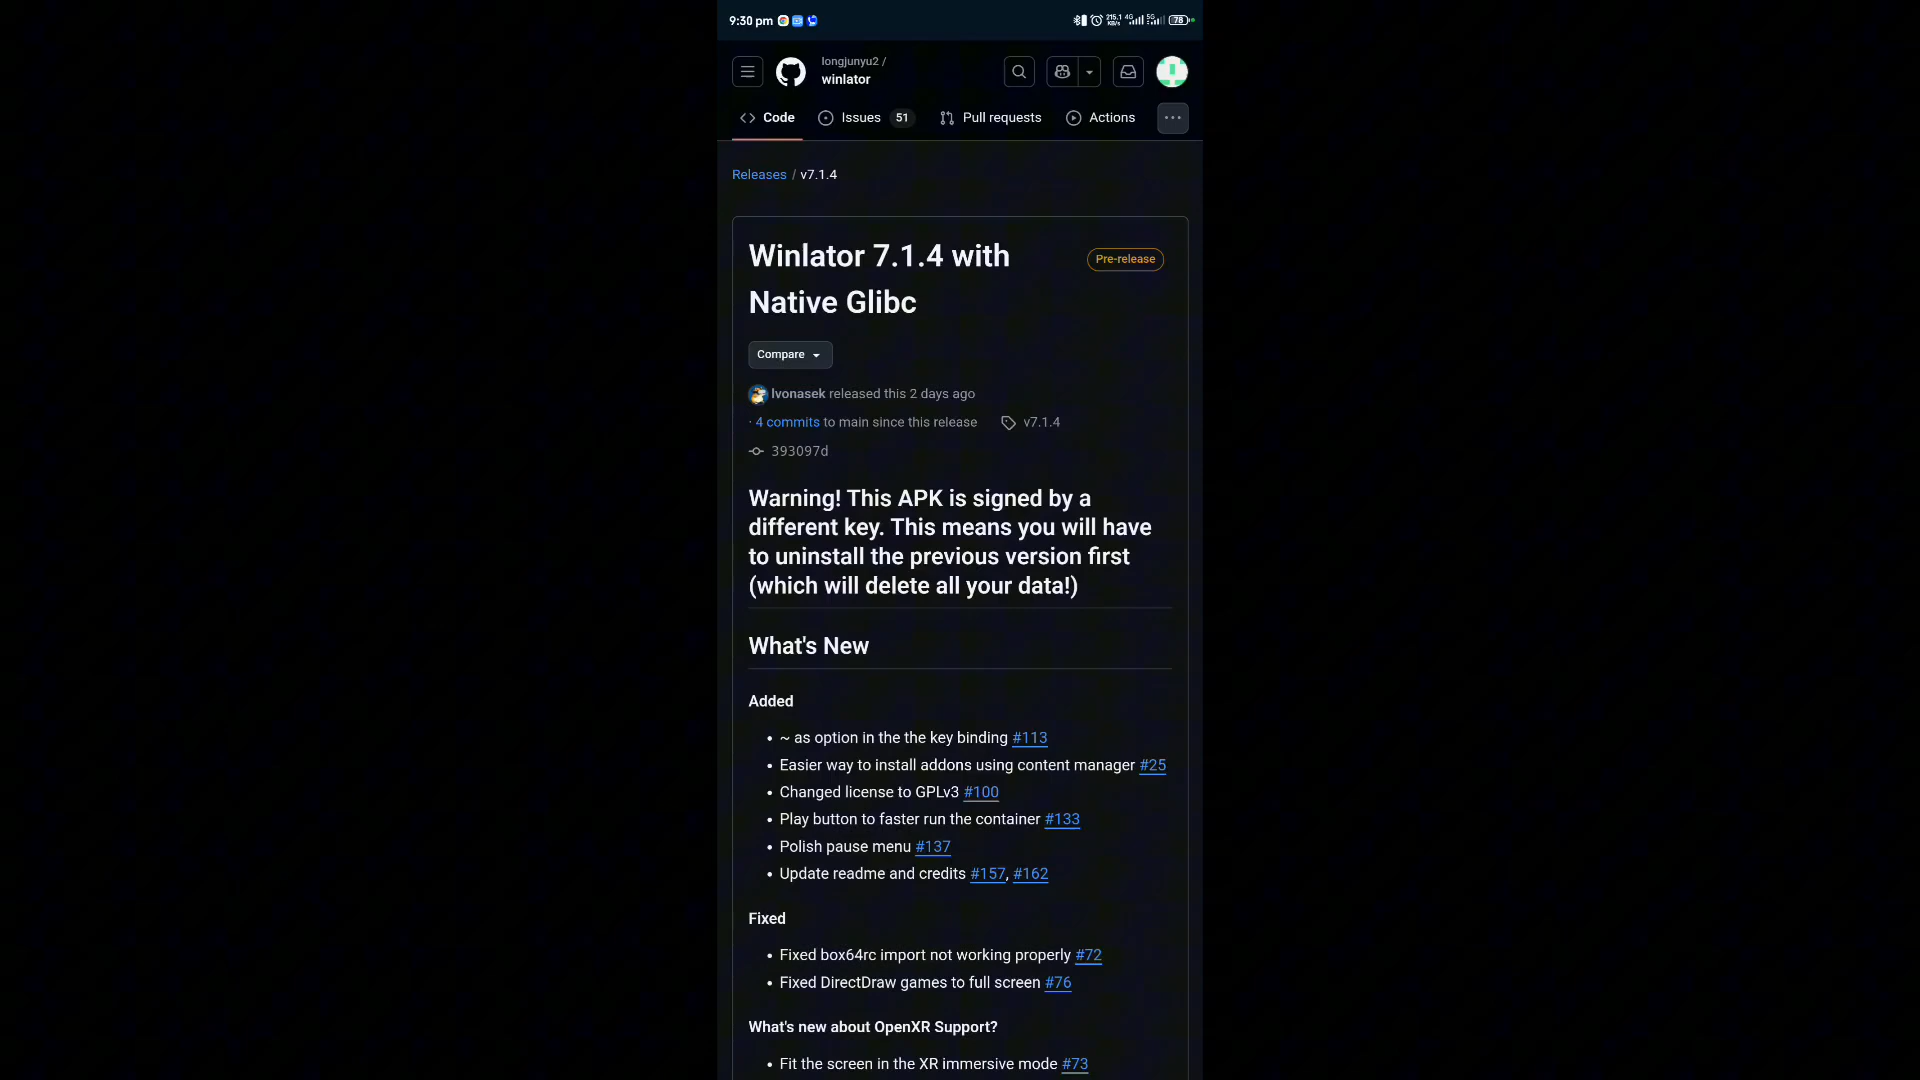 9:30 pm
215.1 KB/s 4G 5G 78
longjunyu2 /
winlator
Code Issues 51 Pull requests Actions
Releases / v7.1.4
Winlator 7.1.4 with
Native Glibc
Pre-release
Compare
lvonasek released this 2 days ago
· 4 commits to main since this release v7.1.4
393097d
Warning! This APK is signed by a
different key. This means you will have
to uninstall the previous version first
(which will delete all your data!)
What's New
Added
• ~ as option in the the key binding #113
• Easier way to install addons using content manager #25
• Changed license to GPLv3 #100
• Play button to faster run the container #133
• Polish pause menu #137
• Update readme and credits #157, #162
Fixed
• Fixed box64rc import not working properly #72
• Fixed DirectDraw games to full screen #76
What's new about OpenXR Support?
• Fit the screen in the XR immersive mode #73